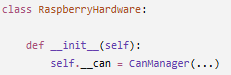 class RaspberryHardware:
def __init__(self):
self.__can = CanManager(...)